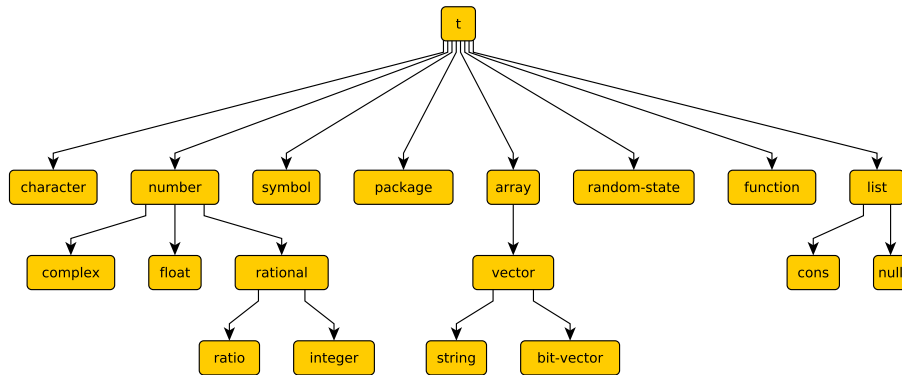 t
character number symbol package array random-state function list
complex float rational vector cons null
ratio integer string bit-vector